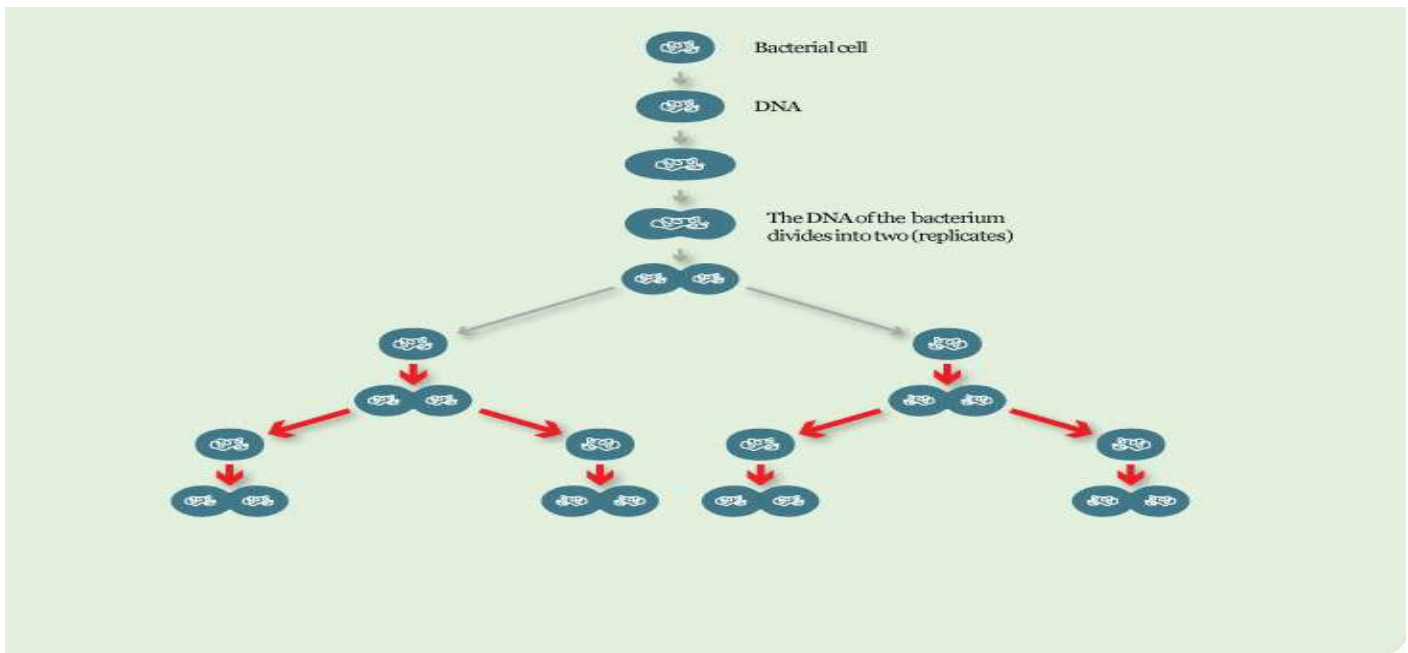 Bacterial cell
DNA
The DNA of the bacterium
divides into two (replicates)